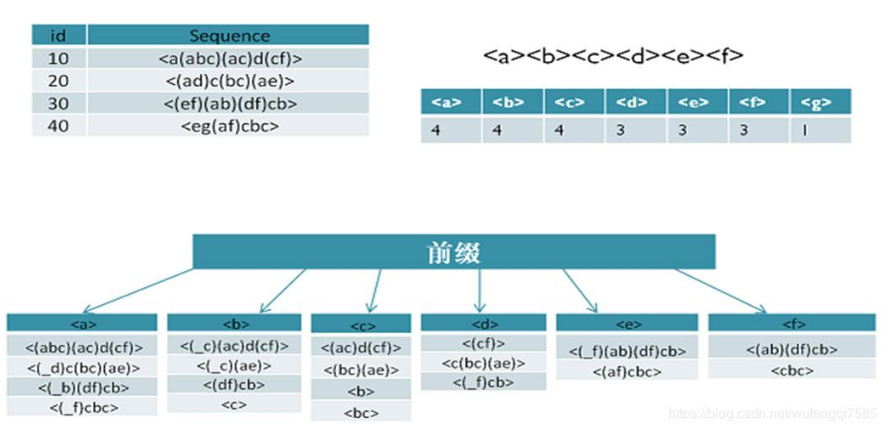 id Sequence
10 <a(abc)(ac)d(cf)>
20 <(ad)c(bc)(ae)>
30 <(ef)(ab)(df)cb>
40 <eg(af)cbc>
<a><b><c><d><e><f>
<a> <b> <c> <d> <e> <f> <g>
4 4 4 3 3 3 1
前缀
<a> <b> <c> <d> <e> <f>
<(abc)(ac)d(cf)> <(_c)(ac)d(cf)> <(ac)d(cf)> <(cf)> <(_f)(ab)(df)cb> <(ab)(df)cb>
<(_d)c(bc)(ae)> <(_c)(ae)> <(bc)(ae)> <c(bc)(ae)> <(af)cbc> <cbc>
<(_b)(df)cb> <(df)cb> <b> <(_f)cb>
<(_f)cbc> <c> <bc>
https://blog.csdn.net/wufengqi7585